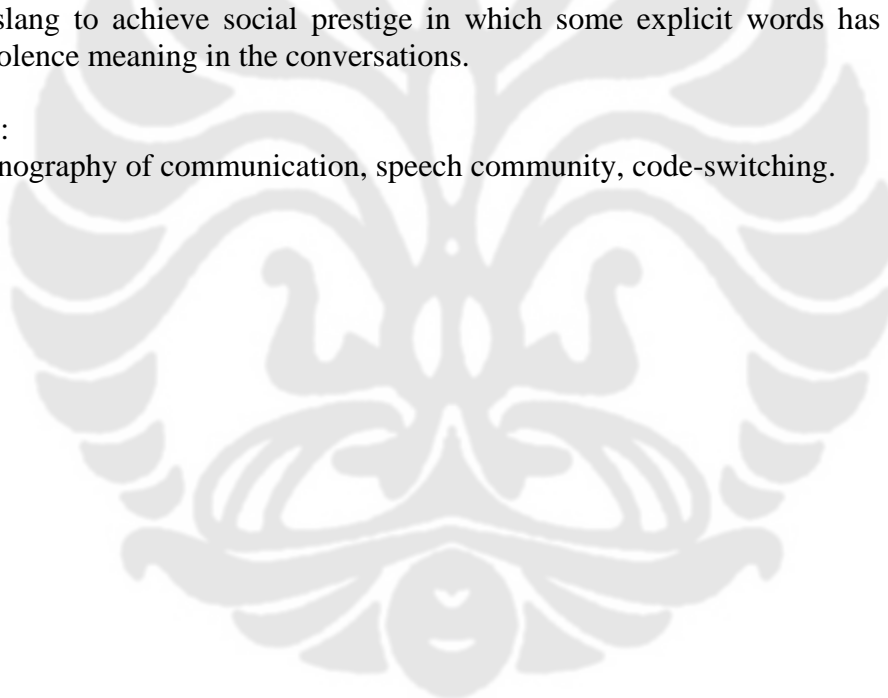 slang to achieve social prestige in which some explicit words has
olence meaning in the conversations.
:
nography of communication, speech community, code-switching.